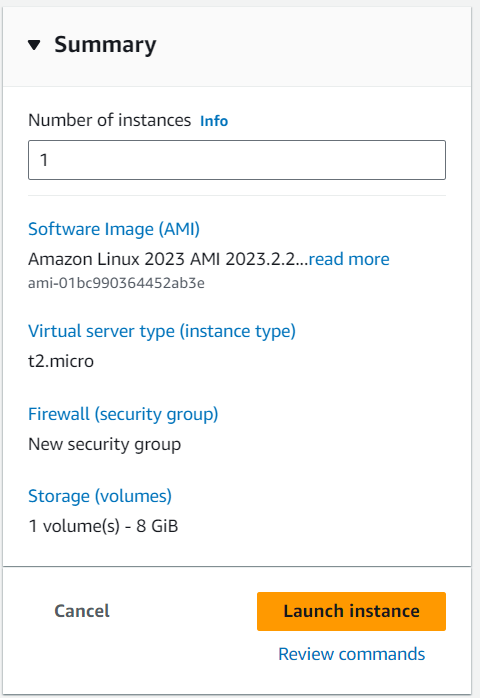 Summary
Number of instances Info
1
Software Image (AMI)
Amazon Linux 2023 AMI 2023.2.2...read more
ami-01bc990364452ab3e
Virtual server type (instance type)
t2.micro
Firewall (security group)
New security group
Storage (volumes)
1 volume(s) - 8 GiB
Cancel
Launch instance
Review commands